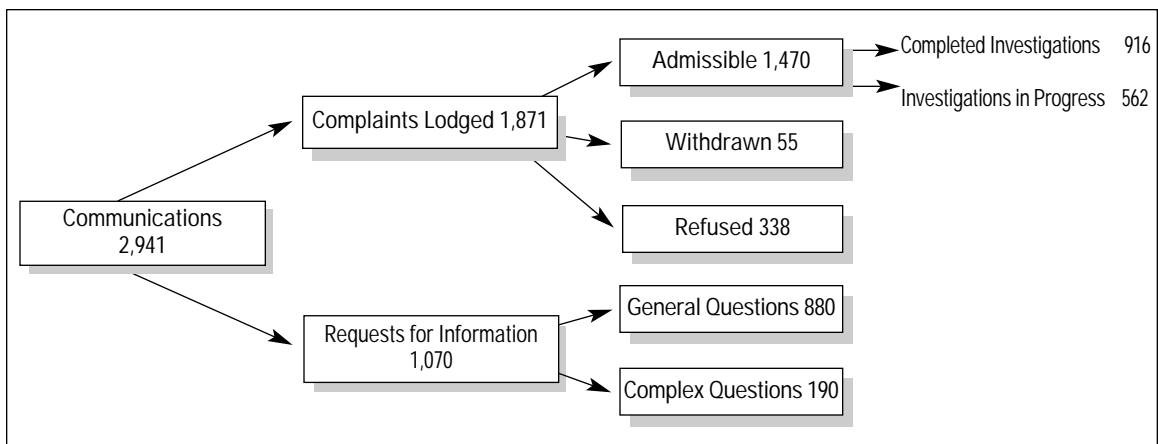 Communications
2,941
Complaints Lodged 1,871
Admissible 1,470
Completed Investigations 916
Investigations in Progress 562
Withdrawn 55
Refused 338
Requests for Information
1,070
General Questions 880
Complex Questions 190